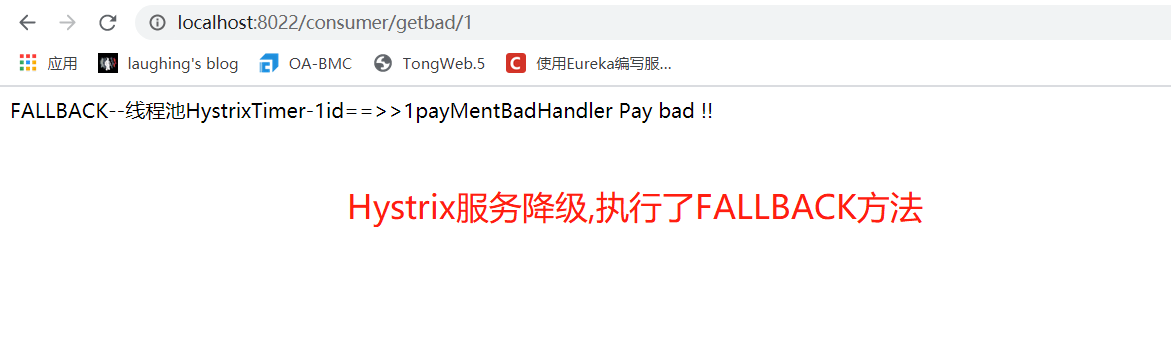 localhost:8022/consumer/getbad/1
应用 laughing's blog OA-BMC TongWeb.5 C 使用Eureka编写服...
FALLBACK--线程池HystrixTimer-1id==>>1payMentBadHandler Pay bad !!
Hystrix服务降级,执行了FALLBACK方法